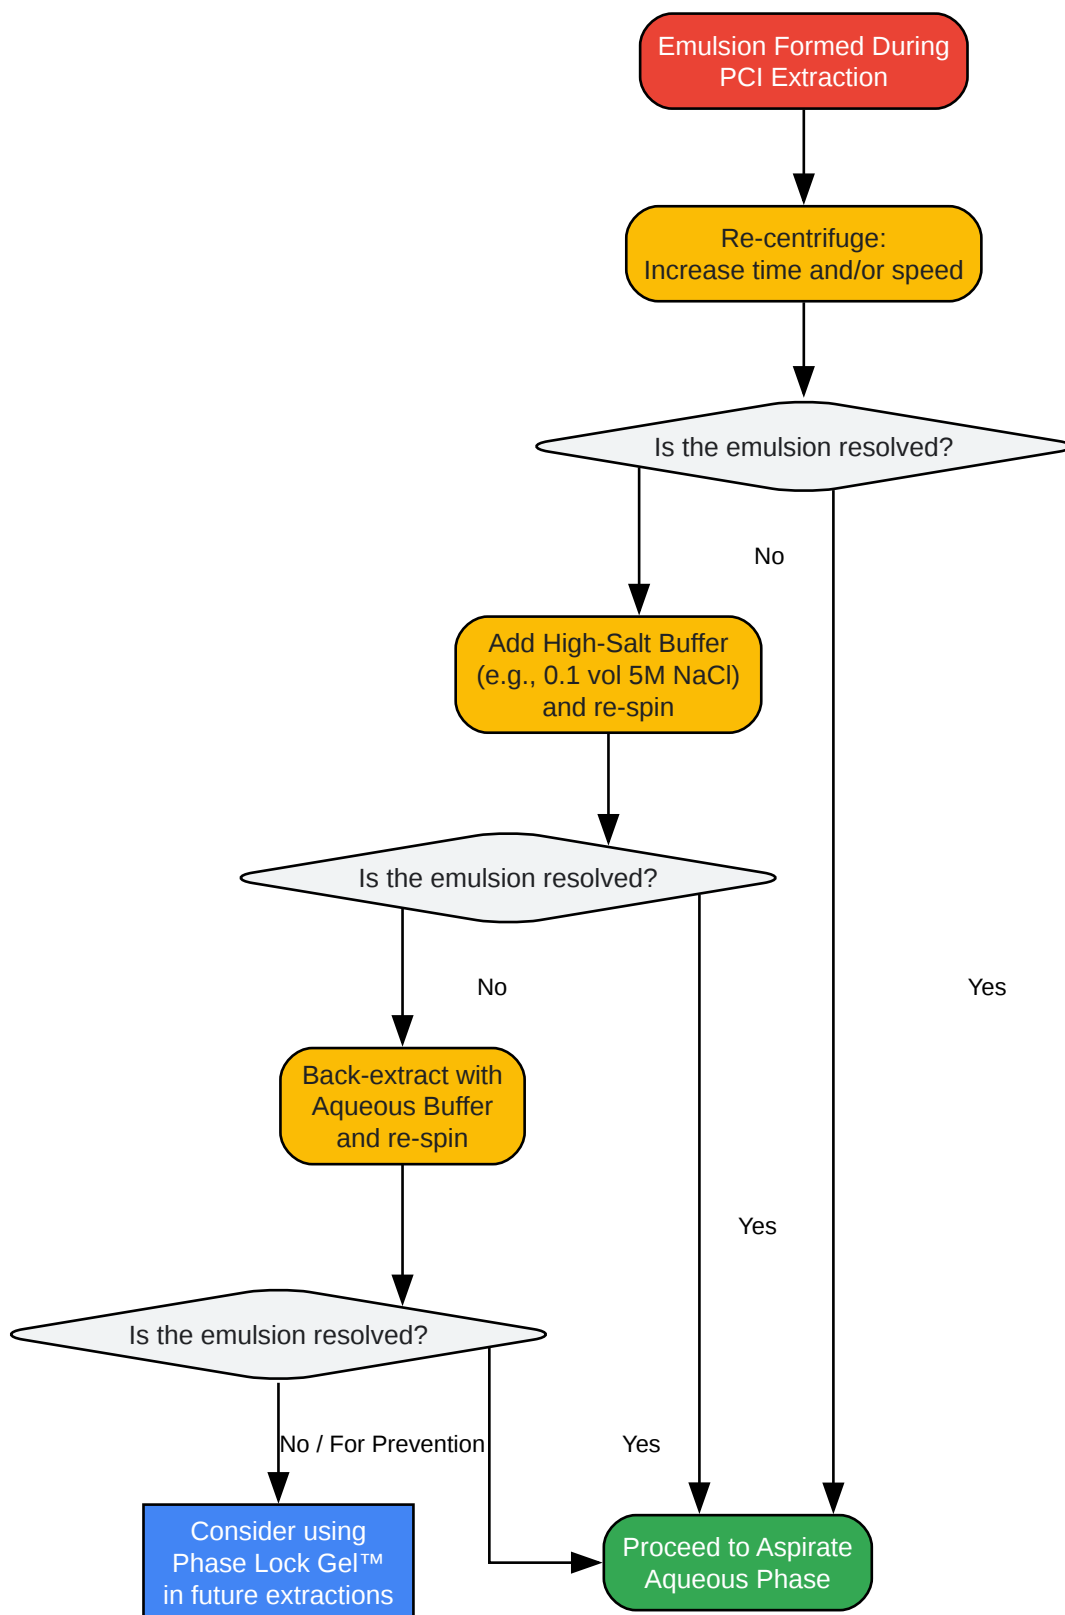 Emulsion Formed During
PCI Extraction
Re-centrifuge:
Increase time and/or speed
Is the emulsion resolved?
No
Add High-Salt Buffer
(e.g., 0.1 vol 5M NaCl)
and re-spin
Is the emulsion resolved?
No
Yes
Back-extract with
Aqueous Buffer
and re-spin
Yes
Is the emulsion resolved?
No / For Prevention
Yes
Consider using
Phase Lock Gel™
in future extractions
Proceed to Aspirate
Aqueous Phase